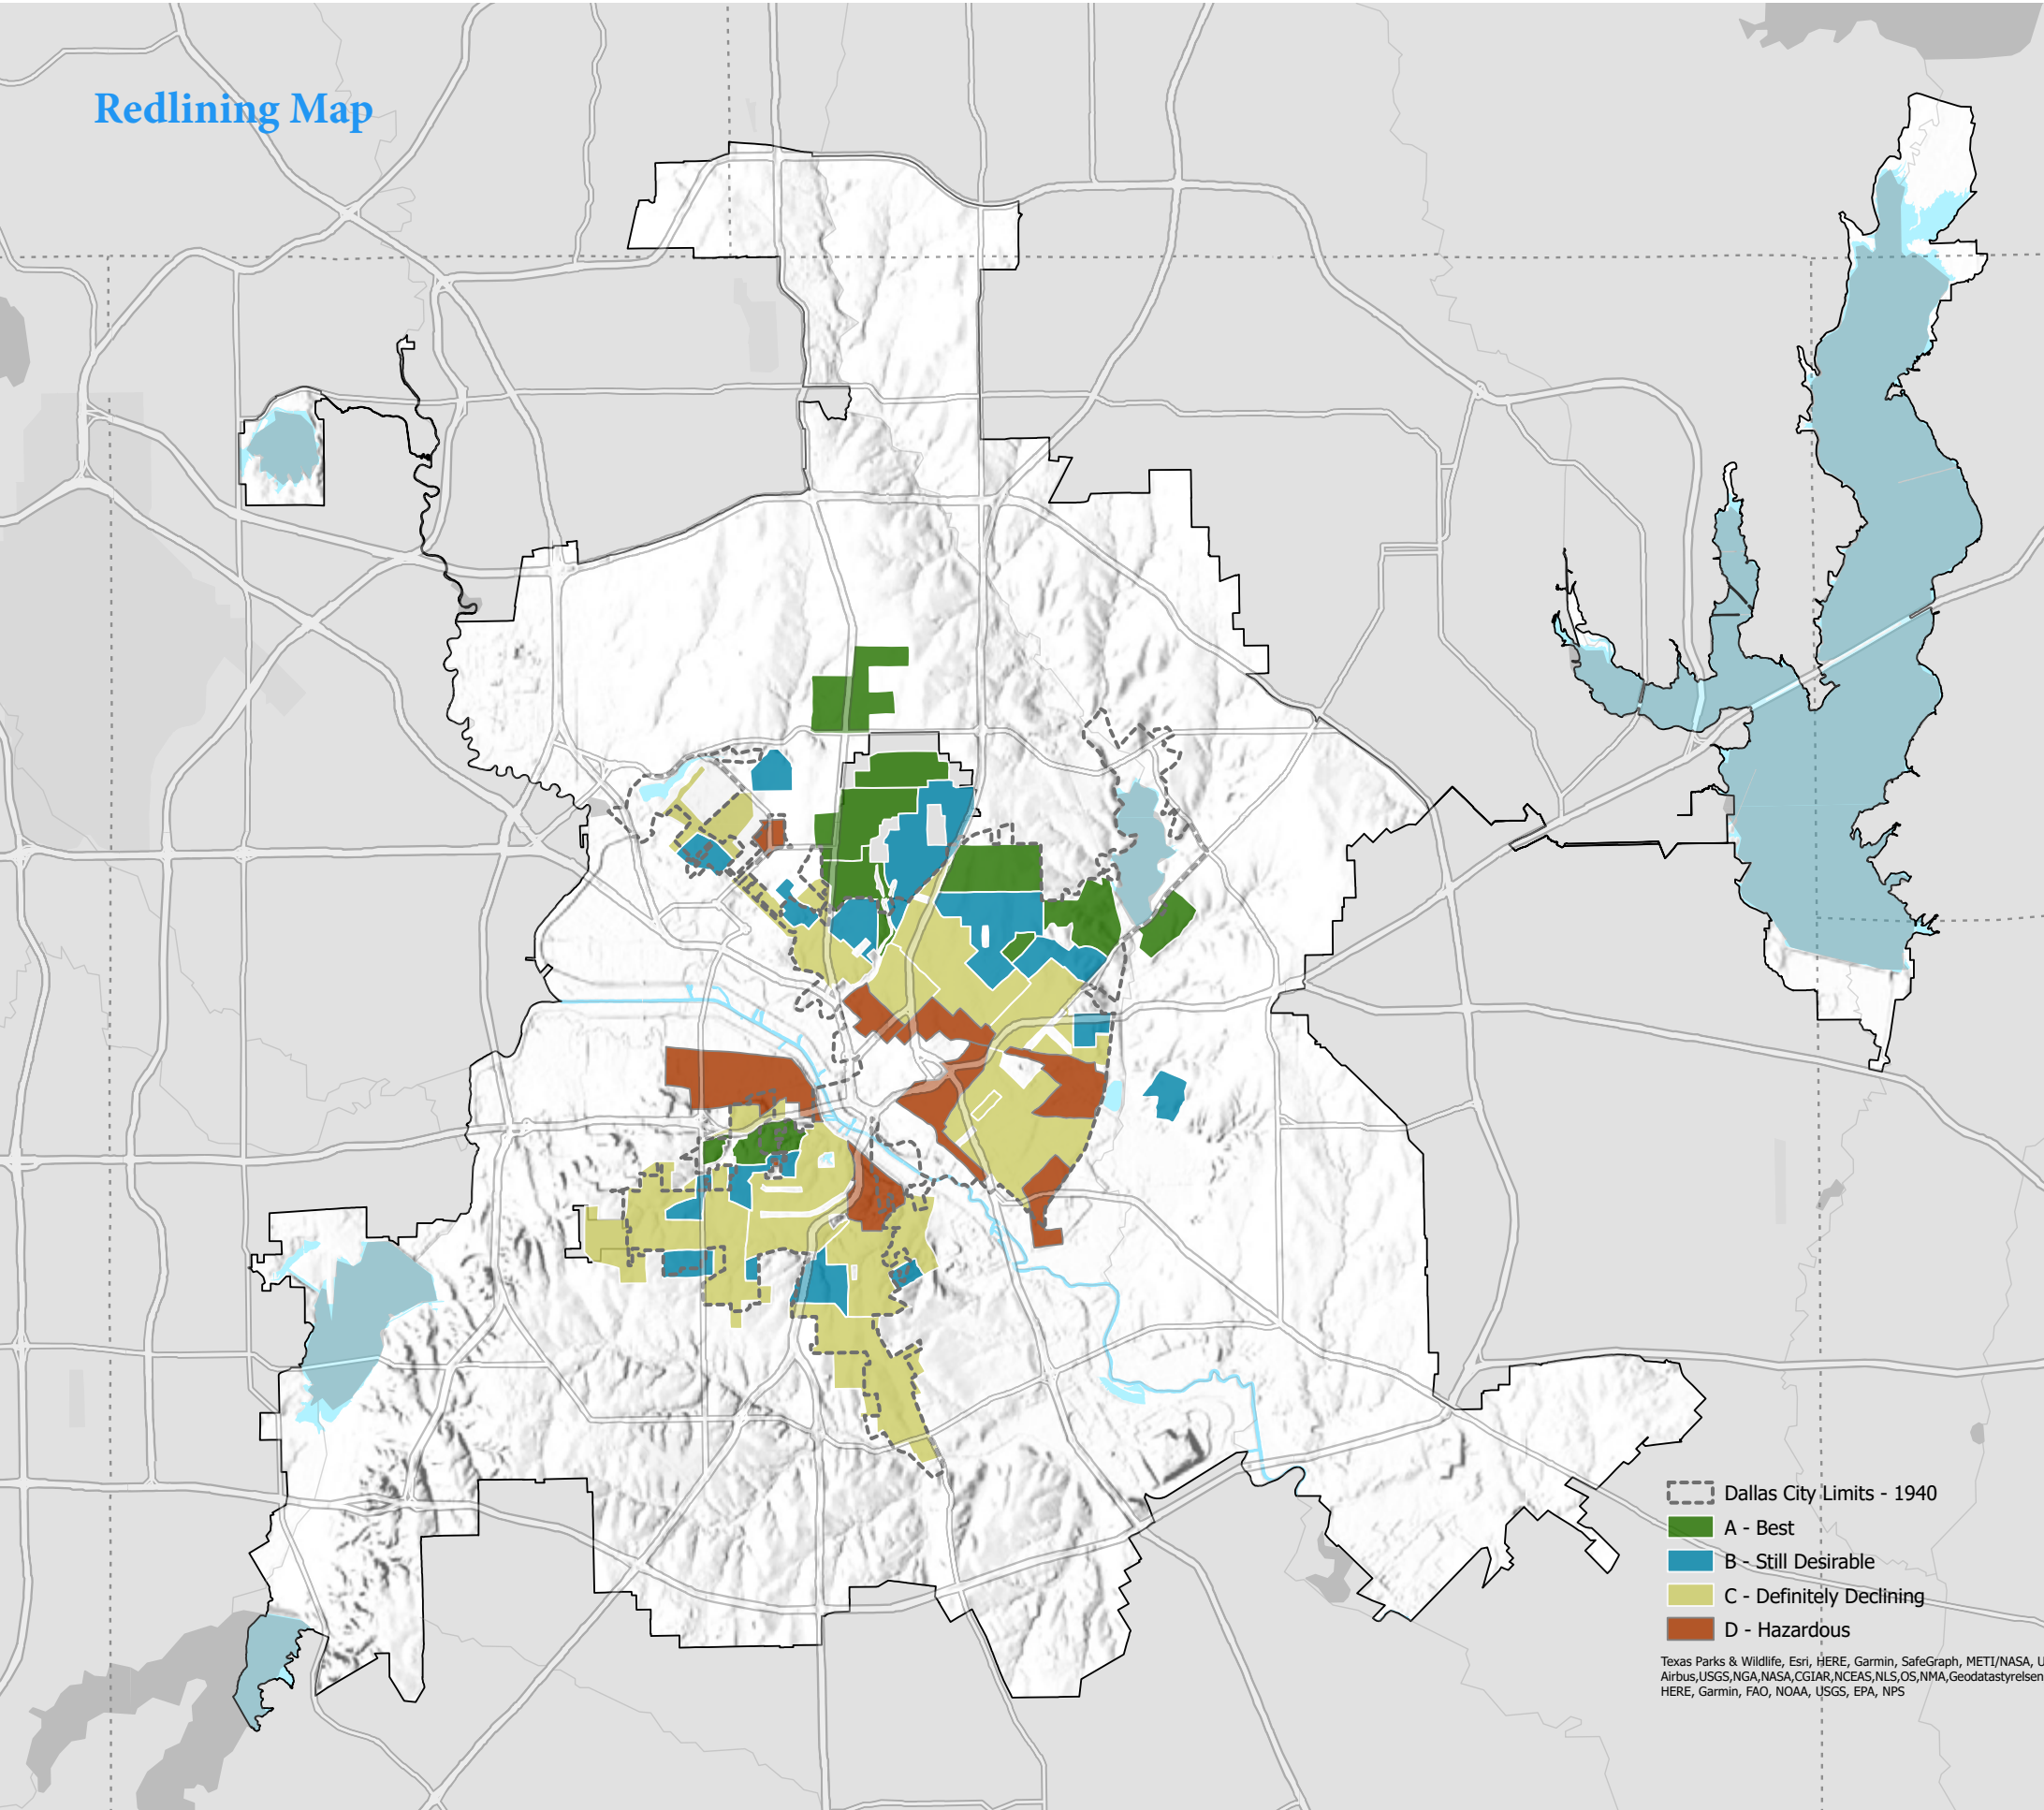 Redlining Map
Dallas City Limits - 1940
A - Best
B - Still Desirable
C - Definitely Declining
D - Hazardous
Texas Parks & Wildlife, Esri, HERE, Garmin, SafeGraph, METI/NASA, U
Airbus,USGS,NGA,NASA,CGIAR,NCEAS,NLS,OS,NMA,Geodatastyrelsen
HERE, Garmin, FAO, NOAA, USGS, EPA, NPS